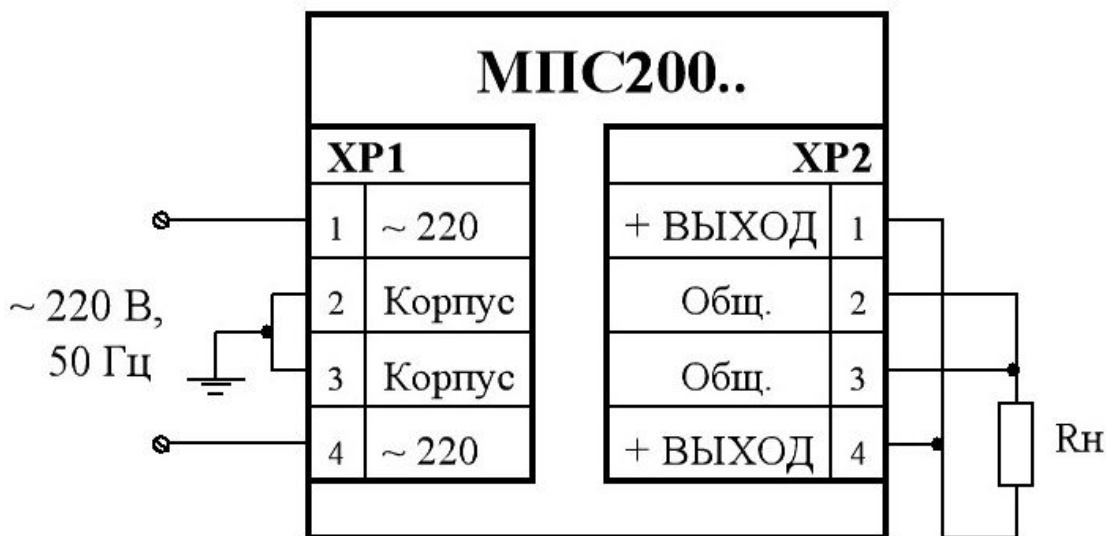 МПС200..
XP1
XP2
1 ~ 220
+ ВЫХОД 1
2 Корпус
Общ. 2
3 Корпус
Общ. 3
4 ~ 220
+ ВЫХОД 4
~ 220 В,
50 Гц
Rн